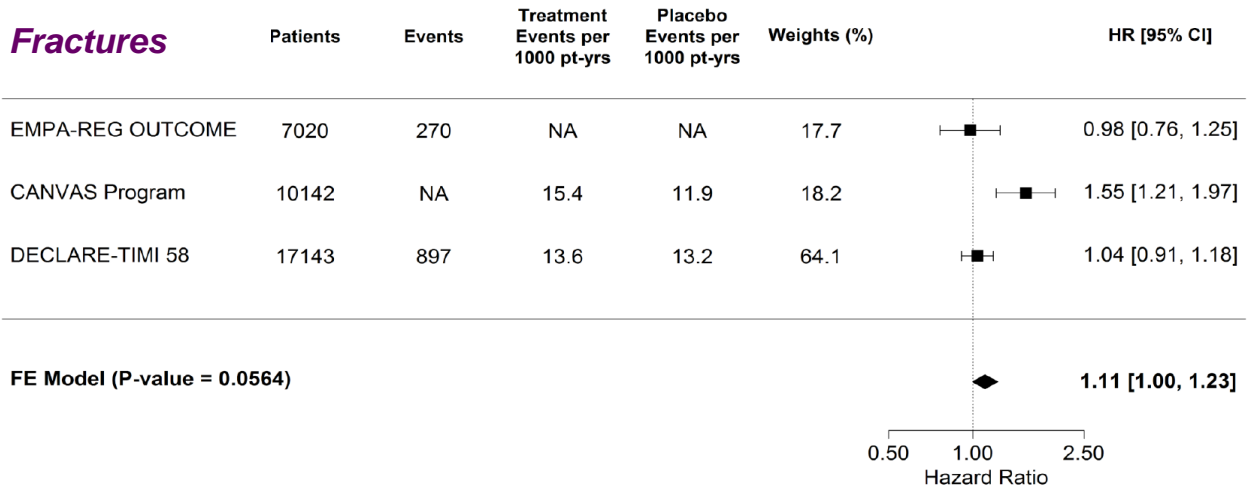 Fractures Patients Events Treatment Events per 1000 pt-yrs Placebo Events per 1000 pt-yrs Weights (%) HR [95% CI]
EMPA-REG OUTCOME 7020 270 NA NA 17.7 0.98 [0.76, 1.25]
CANVAS Program 10142 NA 15.4 11.9 18.2 1.55 [1.21, 1.97]
DECLARE-TIMI 58 17143 897 13.6 13.2 64.1 1.04 [0.91, 1.18]
FE Model (P-value = 0.0564) 1.11 [1.00, 1.23]
0.50 1.00 2.50
Hazard Ratio